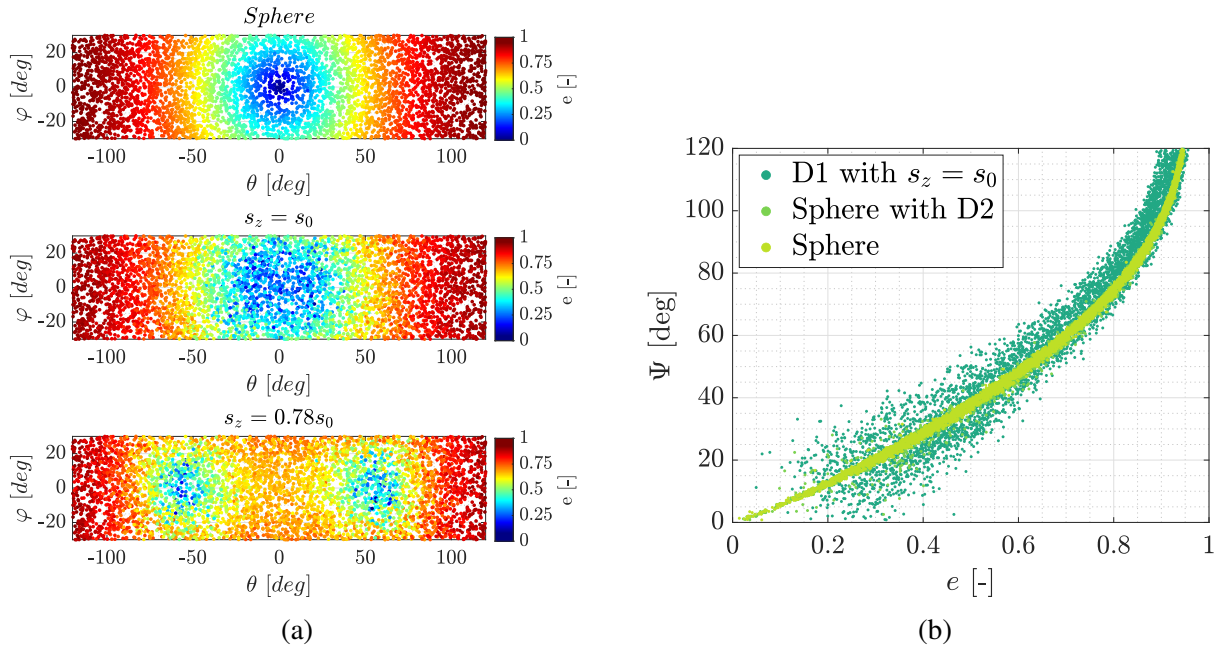 Sphere
φ [deg]
20
0
-20
-100 -50 0 50 100
θ [deg]
1
0.75
0.5
0.25
0
e [-]
s_z = s_0
φ [deg]
20
0
-20
-100 -50 0 50 100
θ [deg]
1
0.75
0.5
0.25
0
e [-]
s_z = 0.78s_0
φ [deg]
20
0
-20
-100 -50 0 50 100
θ [deg]
1
0.75
0.5
0.25
0
e [-]
(a)
D1 with s_z = s_0
Sphere with D2
Sphere
Ψ [deg]
120
100
80
60
40
20
0
0 0.2 0.4 0.6 0.8 1
e [-]
(b)